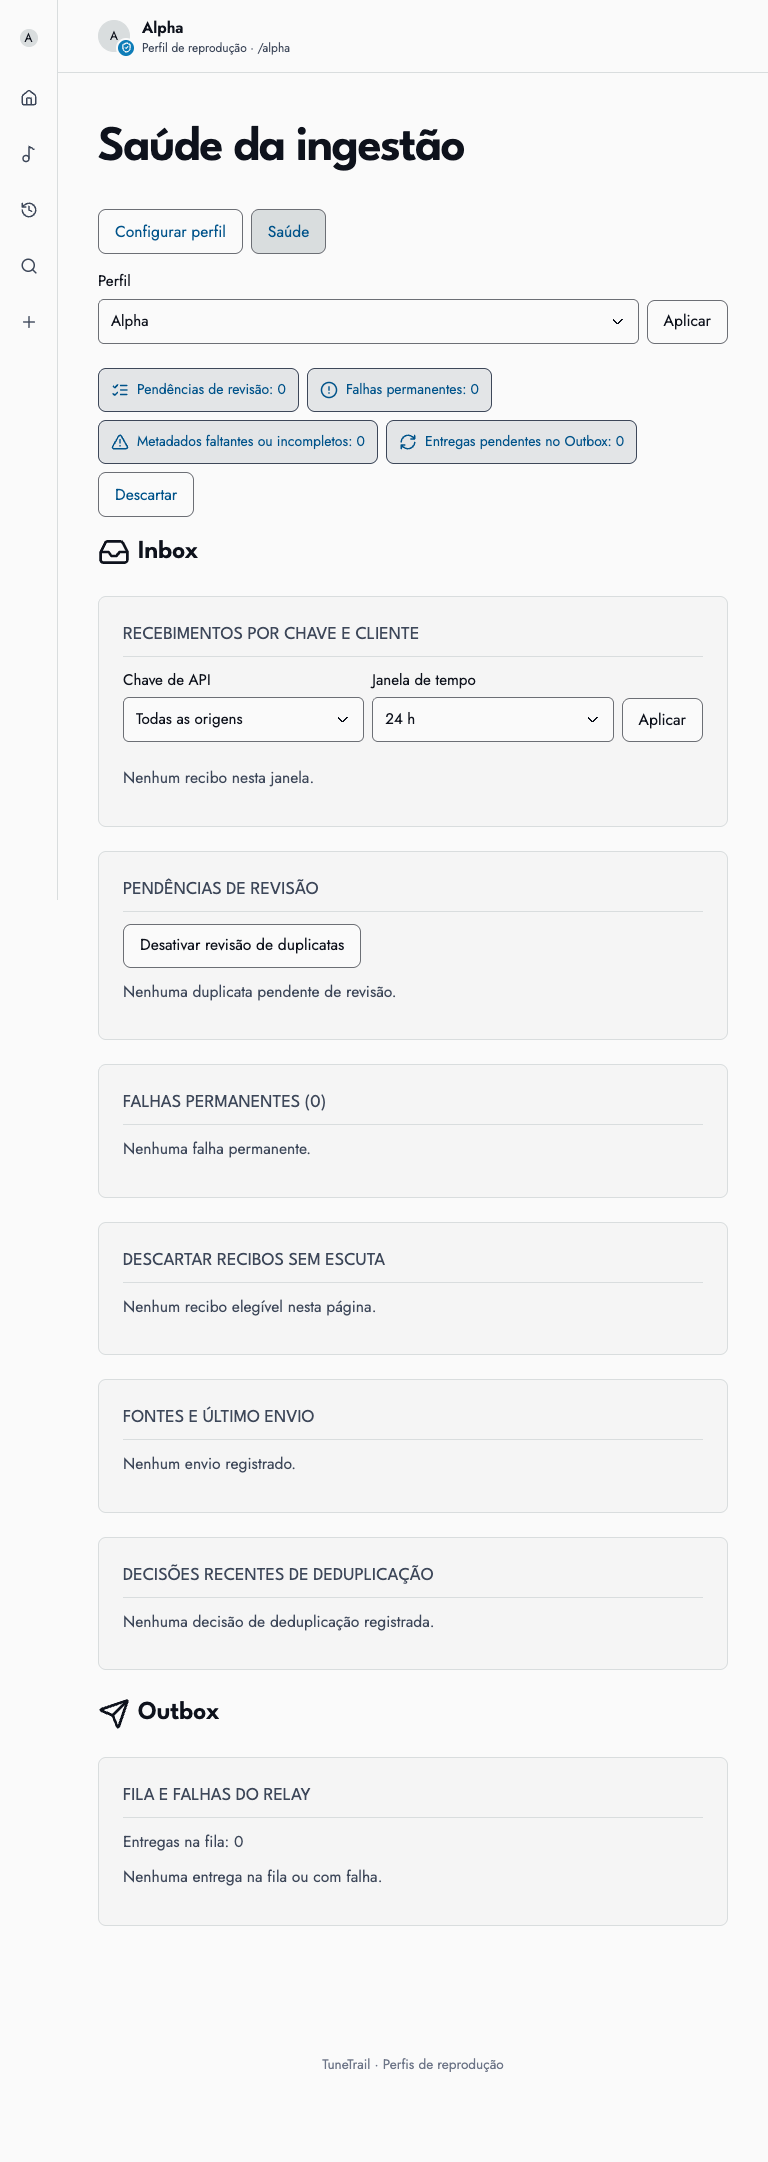 A
A
Alpha
Perfil de reprodução · /alpha
Saúde da ingestão
Configurar perfil
Saúde
Perfil
Alpha
Aplicar
Pendências de revisão: 0
Falhas permanentes: 0
Metadados faltantes ou incompletos: 0
Entregas pendentes no Outbox: 0
Descartar
Inbox
RECEBIMENTOS POR CHAVE E CLIENTE
Chave de API
Janela de tempo
Todas as origens
24 h
Aplicar
Nenhum recibo nesta janela.
PENDÊNCIAS DE REVISÃO
Desativar revisão de duplicatas
Nenhuma duplicata pendente de revisão.
FALHAS PERMANENTES (0)
Nenhuma falha permanente.
DESCARTAR RECIBOS SEM ESCUTA
Nenhum recibo elegível nesta página.
FONTES E ÚLTIMO ENVIO
Nenhum envio registrado.
DECISÕES RECENTES DE DEDUPLICAÇÃO
Nenhuma decisão de deduplicação registrada.
Outbox
FILA E FALHAS DO RELAY
Entregas na fila: 0
Nenhuma entrega na fila ou com falha.
TuneTrail · Perfis de reprodução